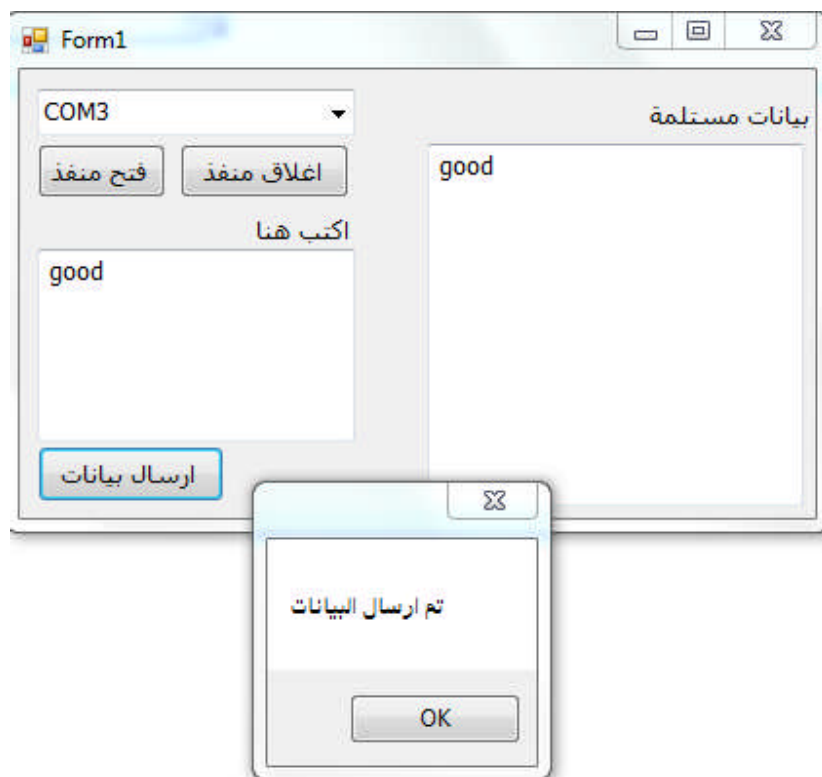 Form1
COM3
بيانات مستلمة
فتح منفذ
اغلاق منفذ
good
اكتب هنا
good
ارسال بيانات
تم ارسال البيانات
OK